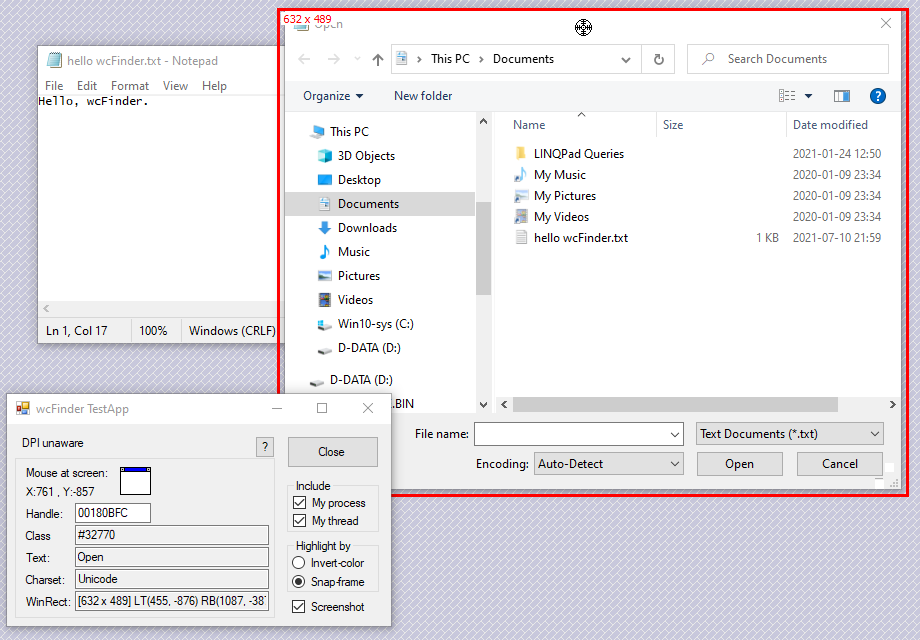 632 x 489
Open
hello wcFinder.txt - Notepad
File Edit Format View Help
Hello, wcFinder.
Ln 1, Col 17 100% Windows (CRLF)
This PC Documents
Search Documents
Organize New folder
?
This PC
3D Objects
Desktop
Documents
Downloads
Music
Pictures
Videos
Win10-sys (C:)
D-DATA (D:)
D-DATA (D:)
.BIN
Name Size Date modified
LINQPad Queries 2021-01-24 12:50
My Music 2020-01-09 23:34
My Pictures 2020-01-09 23:34
My Videos 2020-01-09 23:34
hello wcFinder.txt 1 KB 2021-07-10 21:59
File name: Text Documents (*.txt)
Encoding: Auto-Detect Open Cancel
wcFinder TestApp
DPI unaware
?
Close
Mouse at screen:
X:761 , Y:-857
Handle: 00180BFC
Class #32770
Text: Open
Charset: Unicode
WinRect: [632 x 489] LT(455, -876) RB(1087, -387
Include
My process
My thread
Highlight by
Invert-color
Snap-frame
Screenshot